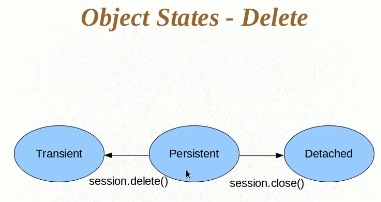 Object States - Delete
Transient
Persistent
Detached
session.delete()
session.close()